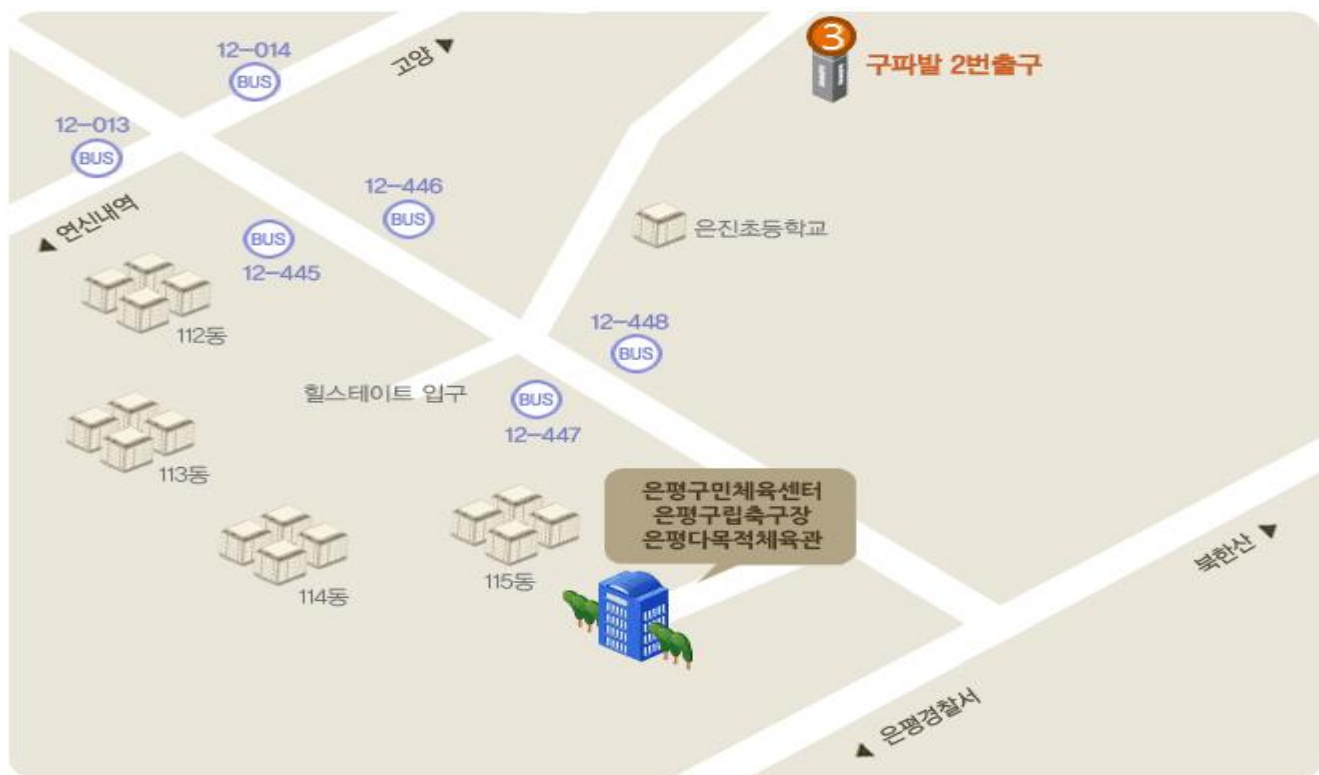 12-014
BUS
고양 ▶
3
구파발 2번출구
12-013
BUS
◀ 연신내역
12-446
BUS
BUS
12-445
은진초등학교
112동
12-448
BUS
힐스테이트 입구
BUS
12-447
113동
은평구민체육센터
은평구립축구장
은평다목적체육관
북한산 ▶
115동
114동
◀ 은평경찰서